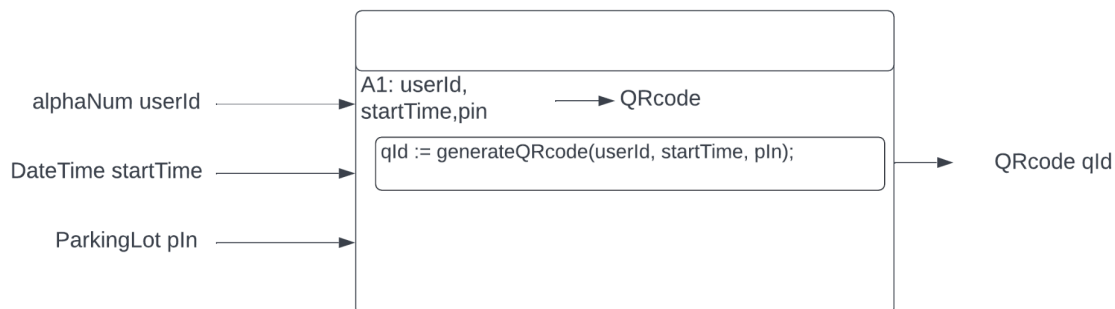 A1: userId,
startTime,pin
QRcode
alphaNum userId
qId := generateQRcode(userId, startTime, pIn);
DateTime startTime
QRcode qId
ParkingLot pIn